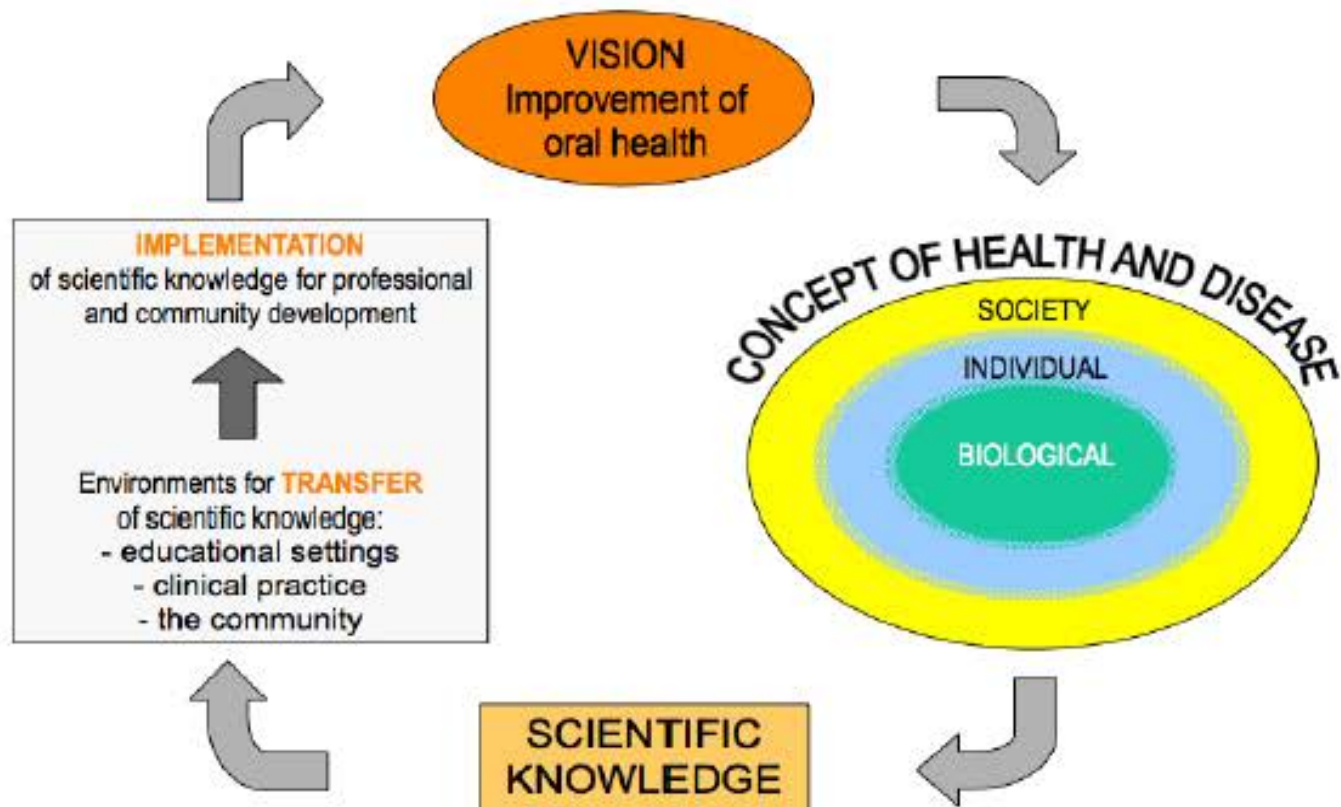 VISION
Improvement of
oral health
CONCEPT OF HEALTH AND DISEASE
SOCIETY
INDIVIDUAL
BIOLOGICAL
SCIENTIFIC
KNOWLEDGE
IMPLEMENTATION
of scientific knowledge for professional
and community development
Environments for TRANSFER
of scientific knowledge:
- educational settings
- clinical practice
- the community